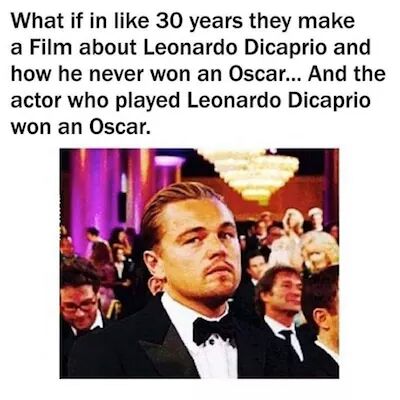 What if in like 30 years they make
a Film about Leonardo Dicaprio and
how he never won an Oscar... And the
actor who played Leonardo Dicaprio
won an Oscar.